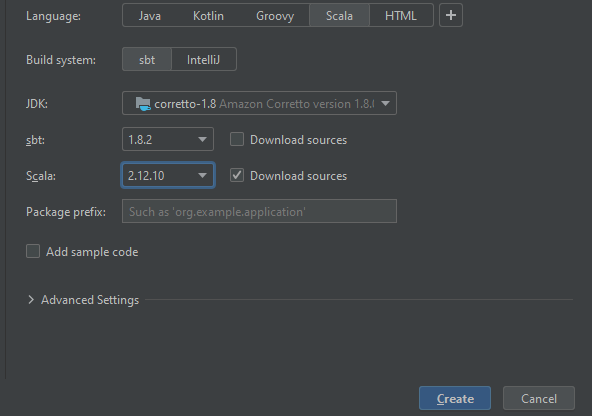 Language: Java Kotlin Groovy Scala HTML +
Build system: sbt IntelliJ
JDK: corretto-1.8 Amazon Corretto version 1.8.
sbt: 1.8.2 Download sources
Scala: 2.12.10 Download sources
Package prefix: Such as 'org.example.application'
Add sample code
Advanced Settings
Create Cancel